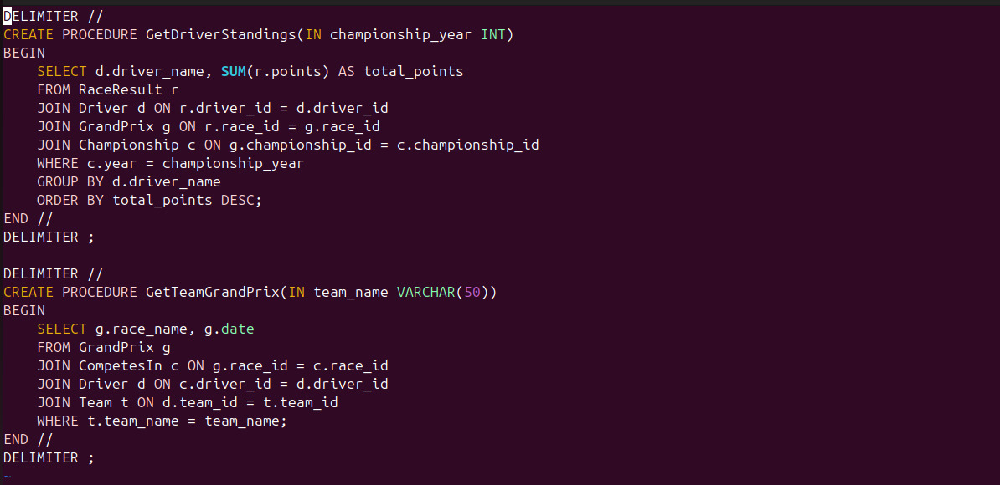 DELIMITER //
CREATE PROCEDURE GetDriverStandings(IN championship_year INT)
BEGIN
    SELECT d.driver_name, SUM(r.points) AS total_points
    FROM RaceResult r
    JOIN Driver d ON r.driver_id = d.driver_id
    JOIN GrandPrix g ON r.race_id = g.race_id
    JOIN Championship c ON g.championship_id = c.championship_id
    WHERE c.year = championship_year
    GROUP BY d.driver_name
    ORDER BY total_points DESC;
END //
DELIMITER ;

DELIMITER //
CREATE PROCEDURE GetTeamGrandPrix(IN team_name VARCHAR(50))
BEGIN
    SELECT g.race_name, g.date
    FROM GrandPrix g
    JOIN CompetesIn c ON g.race_id = c.race_id
    JOIN Driver d ON c.driver_id = d.driver_id
    JOIN Team t ON d.team_id = t.team_id
    WHERE t.team_name = team_name;
END //
DELIMITER ;
~